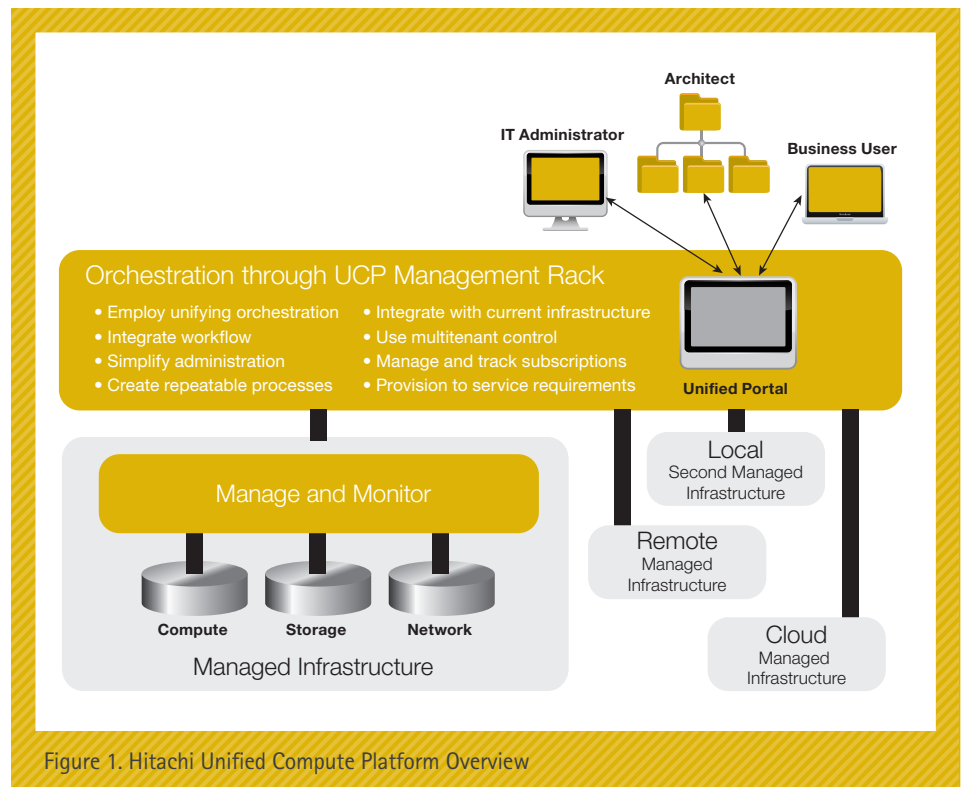 Architect
IT Administrator
Business User
Orchestration through UCP Management Rack
• Employ unifying orchestration
• Integrate workflow
• Simplify administration
• Create repeatable processes
• Integrate with current infrastructure
• Use multitenant control
• Manage and track subscriptions
• Provision to service requirements
Unified Portal
Manage and Monitor
Compute
Storage
Network
Managed Infrastructure
Local
Second Managed
Infrastructure
Remote
Managed
Infrastructure
Cloud
Managed
Infrastructure
Figure 1. Hitachi Unified Compute Platform Overview